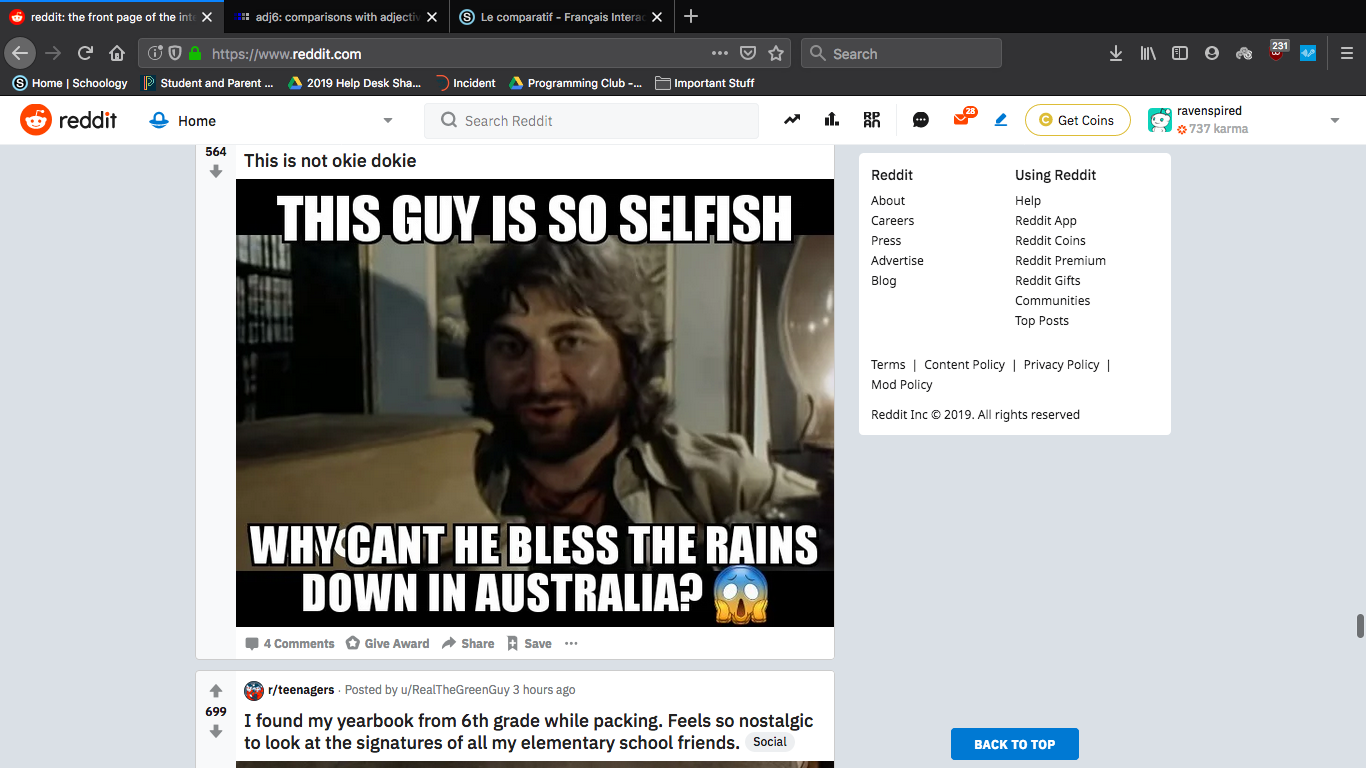 reddit: the front page of the inte
adj6: comparisons with adjectiv
Le comparatif - Français Interac
https://www.reddit.com
Search
231
Home | Schoology
Student and Parent ...
2019 Help Desk Sha...
Incident
Programming Club -...
Important Stuff
reddit
Home
Search Reddit
28
Get Coins
ravenspired
737 karma
564
This is not okie dokie
THIS GUY IS SO SELFISH
WHY CANT HE BLESS THE RAINS
DOWN IN AUSTRALIA?
4 Comments
Give Award
Share
Save
r/teenagers · Posted by u/RealTheGreenGuy 3 hours ago
699
I found my yearbook from 6th grade while packing. Feels so nostalgic
to look at the signatures of all my elementary school friends. Social
Reddit
About
Careers
Press
Advertise
Blog
Using Reddit
Help
Reddit App
Reddit Coins
Reddit Premium
Reddit Gifts
Communities
Top Posts
Terms | Content Policy | Privacy Policy |
Mod Policy
Reddit Inc © 2019. All rights reserved
BACK TO TOP